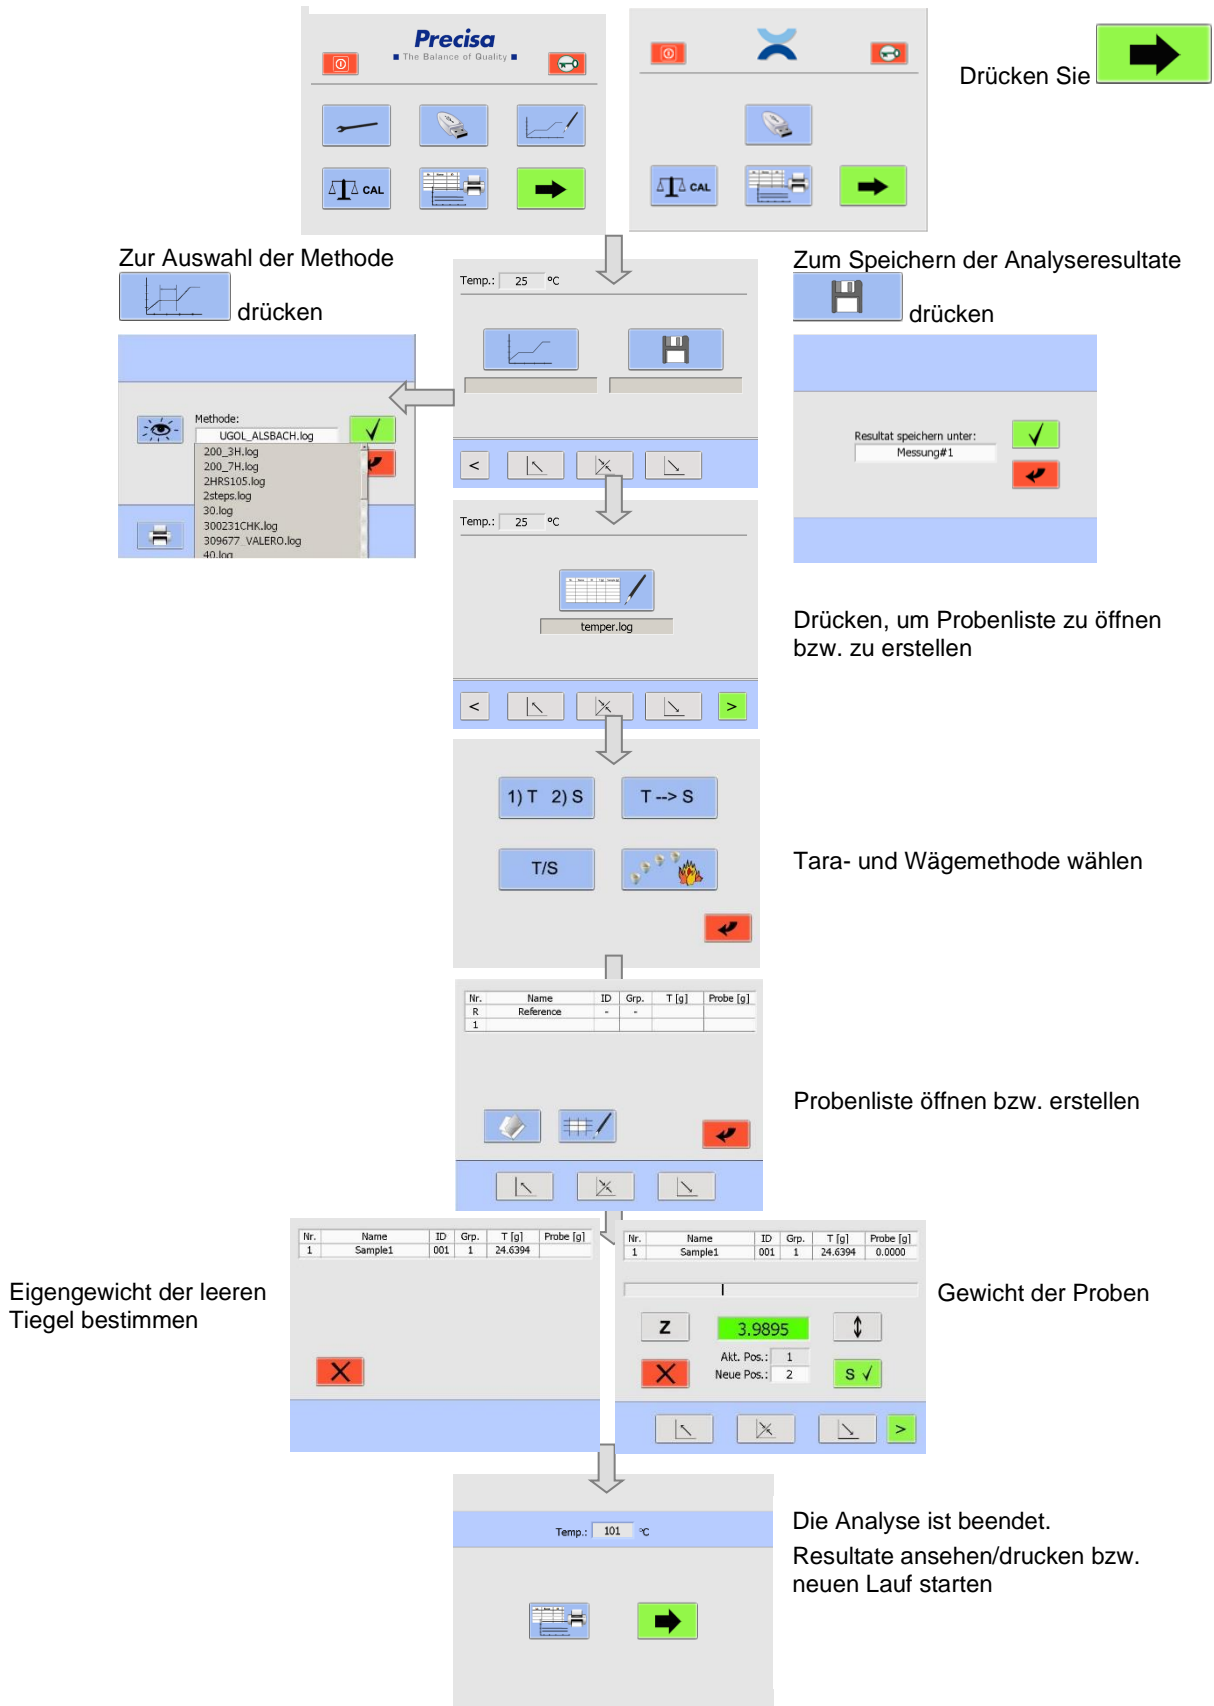 Precisa
The Balance of Quality
Drücken Sie
CAL
CAL
Zur Auswahl der Methode
drücken
Temp.: 25 °C
Zum Speichern der Analyseresultate
drücken
Methode:
UGOL_ALSBACH.log
200_3H.log
200_7H.log
2HRS105.log
2steps.log
30.log
300231CHK.log
309677_VALERO.log
40.log
<
Resultat speichern unter:
Messung#1
Temp.: 25 °C
temper.log
< >
Drücken, um Probenliste zu öffnen
bzw. zu erstellen
1) T 2) S
T --> S
T/S
Tara- und Wägemethode wählen
Nr. Name ID Grp. T [g] Probe [g]
R Reference - -
1
Probenliste öffnen bzw. erstellen
Eigengewicht der leeren
Tiegel bestimmen
Nr. Name ID Grp. T [g] Probe [g]
1 Sample1 001 1 24.6394
Nr. Name ID Grp. T [g] Probe [g]
1 Sample1 001 1 24.6394 0.0000
Z 3.9895
Akt. Pos.: 1
Neue Pos.: 2
S √
>
Gewicht der Proben
Temp.: 101 °C
Die Analyse ist beendet.
Resultate ansehen/drucken bzw.
neuen Lauf starten